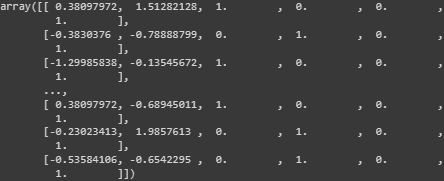 array([[ 0.38097972,  1.51281128,  1.        ,  0.        ,  0.        ,
         1.        ],
       [-0.3830376 , -0.78888799,  0.        ,  1.        ,  0.        ,
         1.        ],
       [-1.29985838, -0.13545672,  1.        ,  0.        ,  0.        ,
         1.        ],
       ...,
       [ 0.38097972, -0.68945011,  1.        ,  0.        ,  0.        ,
         1.        ],
       [-0.23023413,  1.9857613 ,  0.        ,  1.        ,  0.        ,
         1.        ],
       [-0.53584106, -0.6542295 ,  0.        ,  1.        ,  0.        ,
         1.        ]])